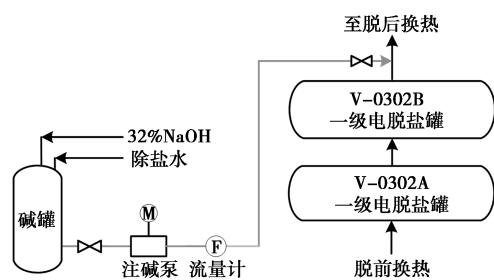 至脱后换热
V-0302B
一级电脱盐罐
32%NaOH
除盐水
V-0302A
一级电脱盐罐
碱罐
M
F
注碱泵
流量计
脱前换热